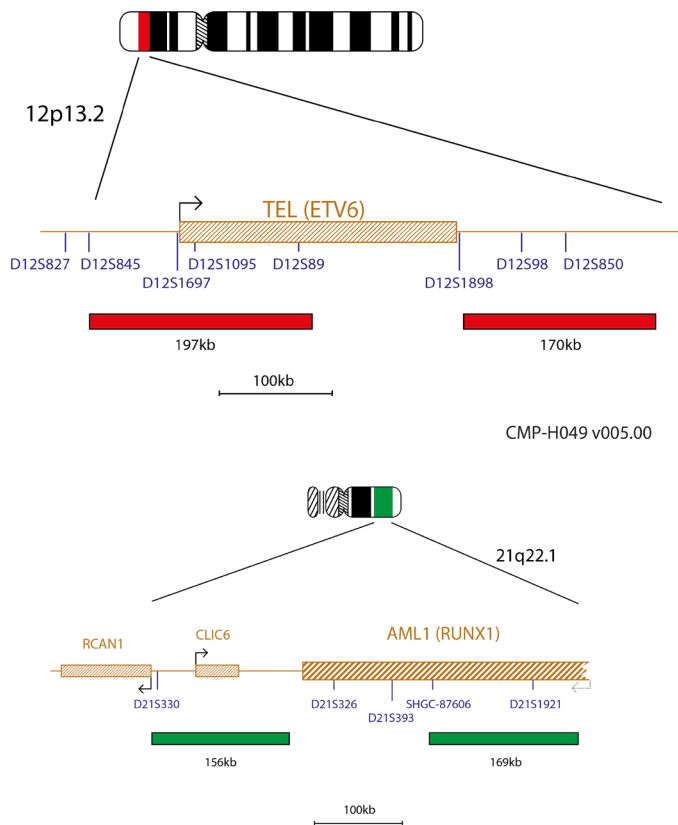 12p13.2
TEL (ETV6)
D12S827 D12S845 D12S1095 D12S89 D12S98 D12S850
D12S1697 D12S1898
197kb 170kb
100kb
CMP-H049 v005.00
21q22.1
RCAN1 CLIC6 AML1 (RUNX1)
D21S330 D21S326 SHGC-87606 D21S1921
D21S393
156kb 169kb
100kb